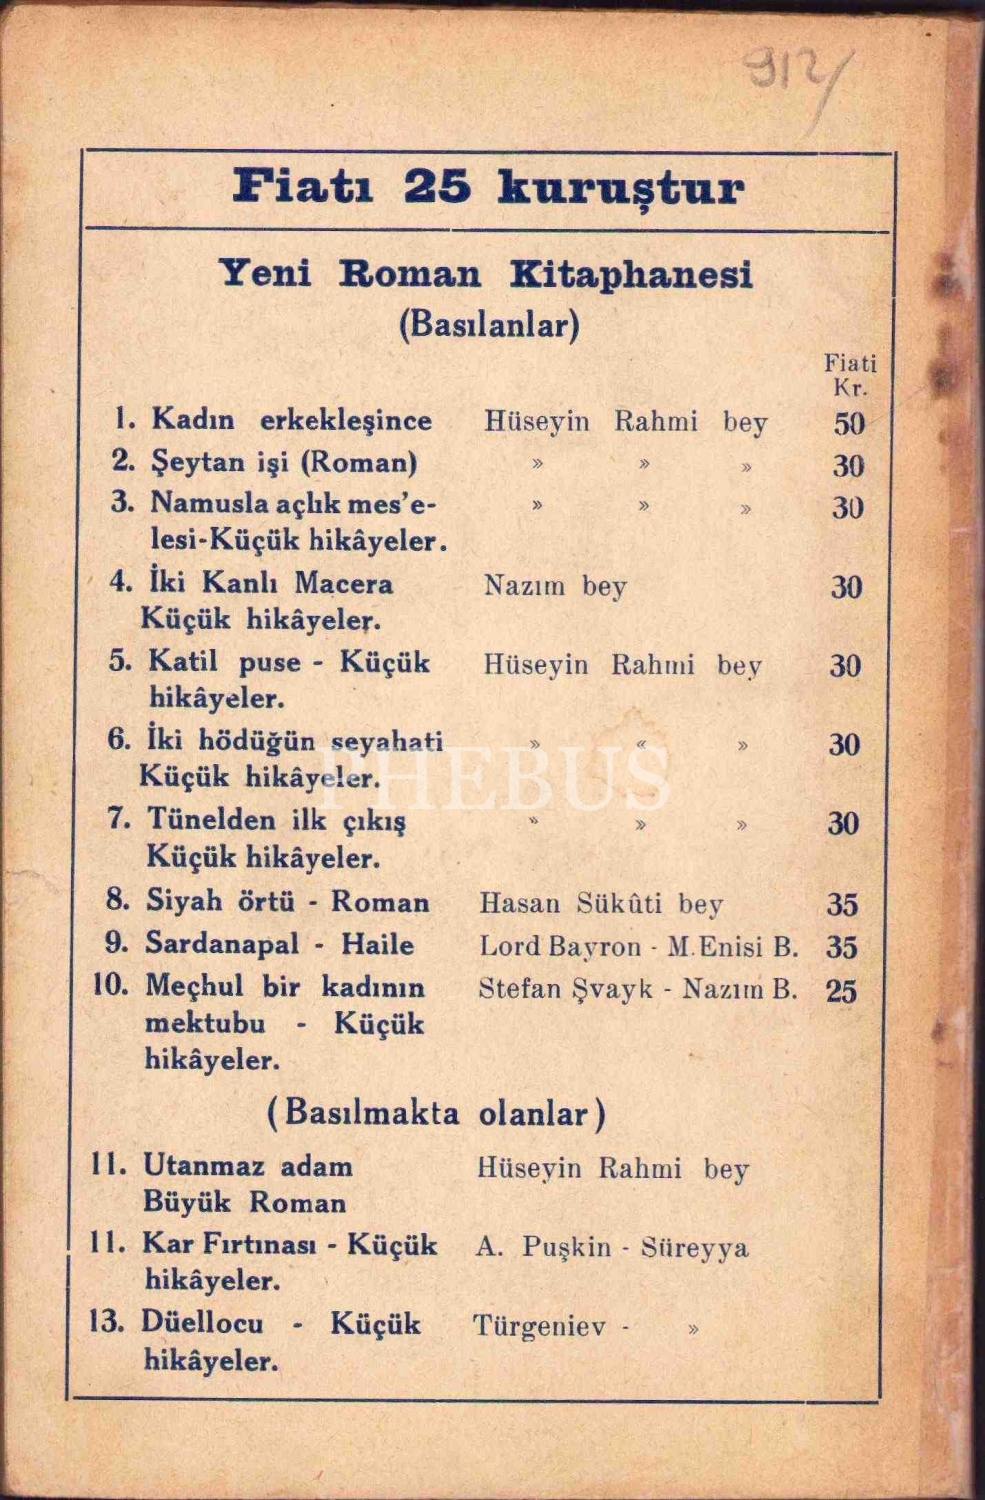 912/
Fiatı 25 kuruştur
Yeni Roman Kitaphanesi
(Basılanlar)
Fiati
Kr.
1. Kadın erkekleşince Hüseyin Rahmi bey 50
2. Şeytan işi (Roman) » » » 30
3. Namusla açlık mes'e- » » » 30
lesi-Küçük hikâyeler.
4. İki Kanlı Macera Nazım bey 30
Küçük hikâyeler.
5. Katil puse - Küçük Hüseyin Rahmi bey 30
hikâyeler.
6. İki hödüğün seyahati » « » 30
Küçük hikâyeler.
PHEBUS
7. Tünelden ilk çıkış » » » 30
Küçük hikâyeler.
8. Siyah örtü - Roman Hasan Sükûti bey 35
9. Sardanapal - Haile Lord Bayron - M.Enisi B. 35
10. Meçhul bir kadının Stefan Şvayk - Nazım B. 25
mektubu - Küçük
hikâyeler.
(Basılmakta olanlar)
11. Utanmaz adam Hüseyin Rahmi bey
Büyük Roman
11. Kar Fırtınası - Küçük A. Puşkin - Süreyya
hikâyeler.
13. Düellocu - Küçük Türgeniev - »
hikâyeler.